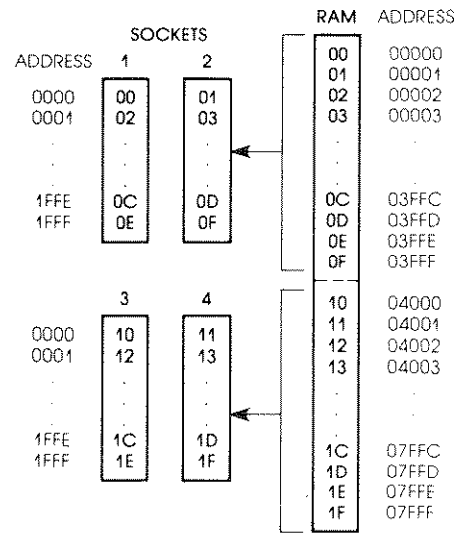 SOCKETS
ADDRESS 1 2
0000 00 01
0001 02 03
. . .
. . .
. . .
1FFE 0C 0D
1FFF 0E 0F
3 4
0000 10 11
0001 12 13
. . .
. . .
. . .
1FFE 1C 1D
1FFF 1E 1F
RAM ADDRESS
00 00000
01 00001
02 00002
03 00003
. .
. .
. .
0C 03FFC
0D 03FFD
0E 03FFE
0F 03FFF
10 04000
11 04001
12 04002
13 04003
. .
. .
. .
1C 07FFC
1D 07FFD
1E 07FFE
1F 07FFF